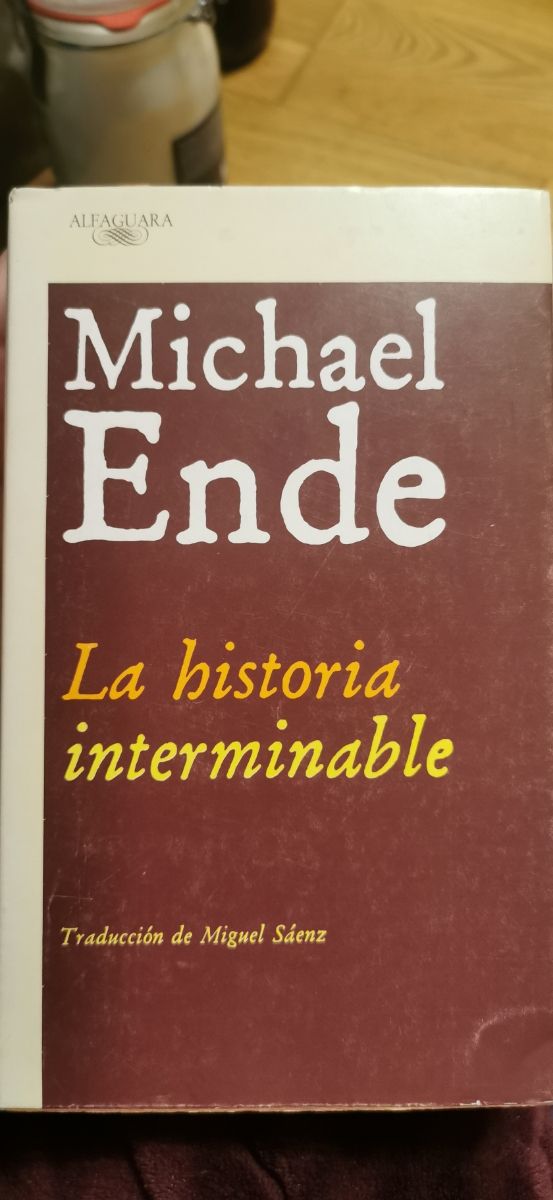 ALFAGUARA
Michael
Ende
La historia
interminable
Traducción de Miguel Sáenz